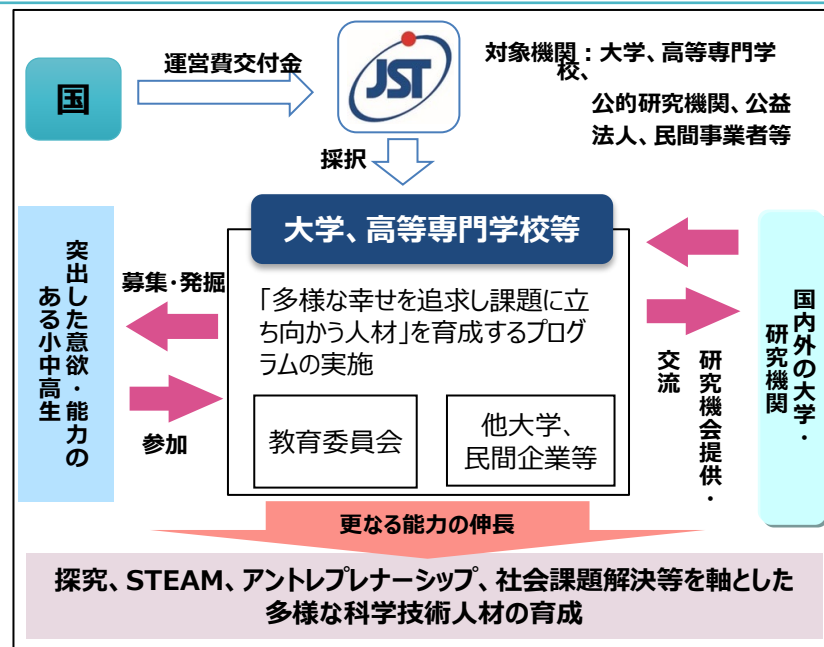 国
運営費交付金
JST
対象機関：大学、高等専門学
校、
公的研究機関、公益
法人、民間事業者等
採択
大学、高等専門学校等
突出した意欲・能力の
ある小中高生
募集・発掘
参加
「多様な幸せを追求し課題に立
ち向かう人材」を育成するプログ
ラムの実施
教育委員会
他大学、
民間企業等
研究機会提供・
交流
国内外の大学・
研究機関
更なる能力の伸長
探究、STEAM、アントレプレナーシップ、社会課題解決等を軸とした
多様な科学技術人材の育成